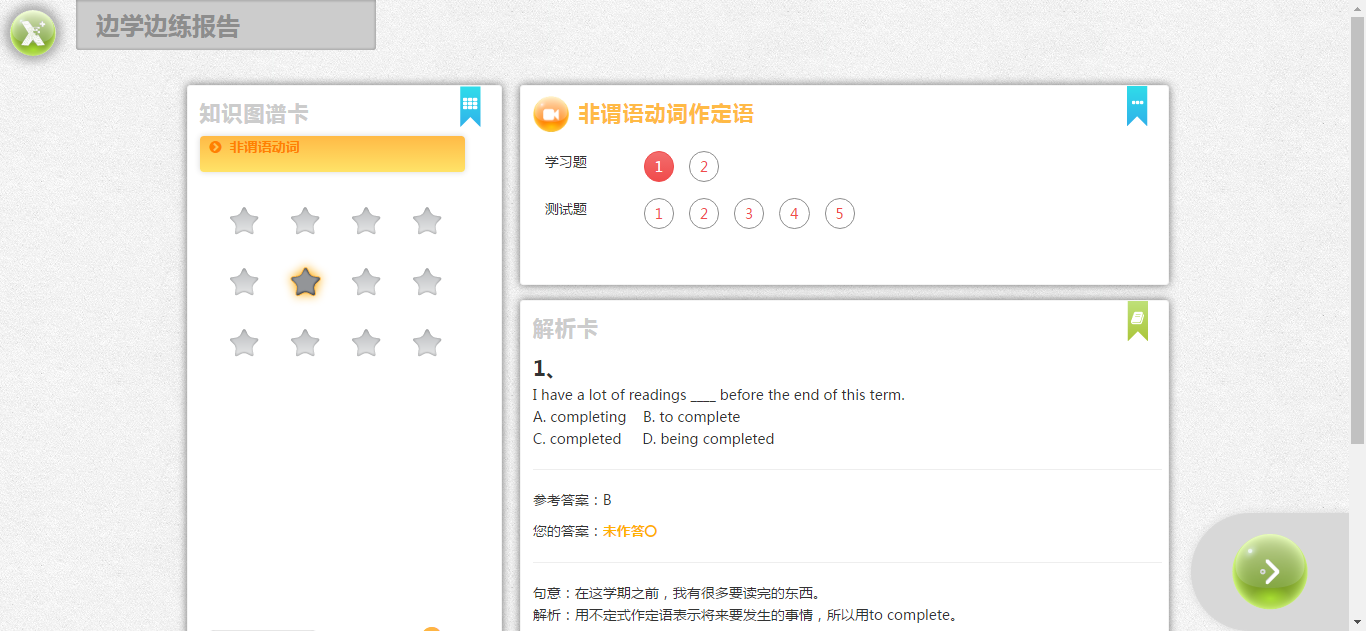 边学边练报告
知识图谱卡
非谓语动词
非谓语动词作定语
学习题 1 2
测试题 1 2 3 4 5
解析卡
1、
I have a lot of readings ____ before the end of this term.
A. completing B. to complete
C. completed D. being completed
参考答案：B
您的答案：未作答〇
句意：在这学期之前，我有很多要读完的东西。
解析：用不定式作定语表示将来要发生的事情，所以用to complete。